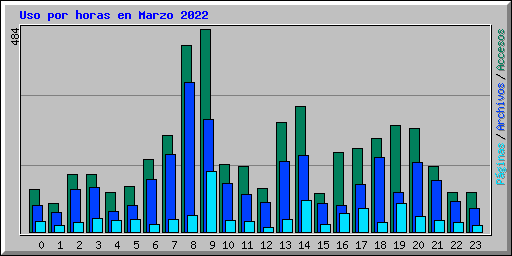 Uso por horas en Marzo 2022
484
0 1 2 3 4 5 6 7 8 9 10 11 12 13 14 15 16 17 18 19 20 21 22 23
Páginas / Archivos / Accesos